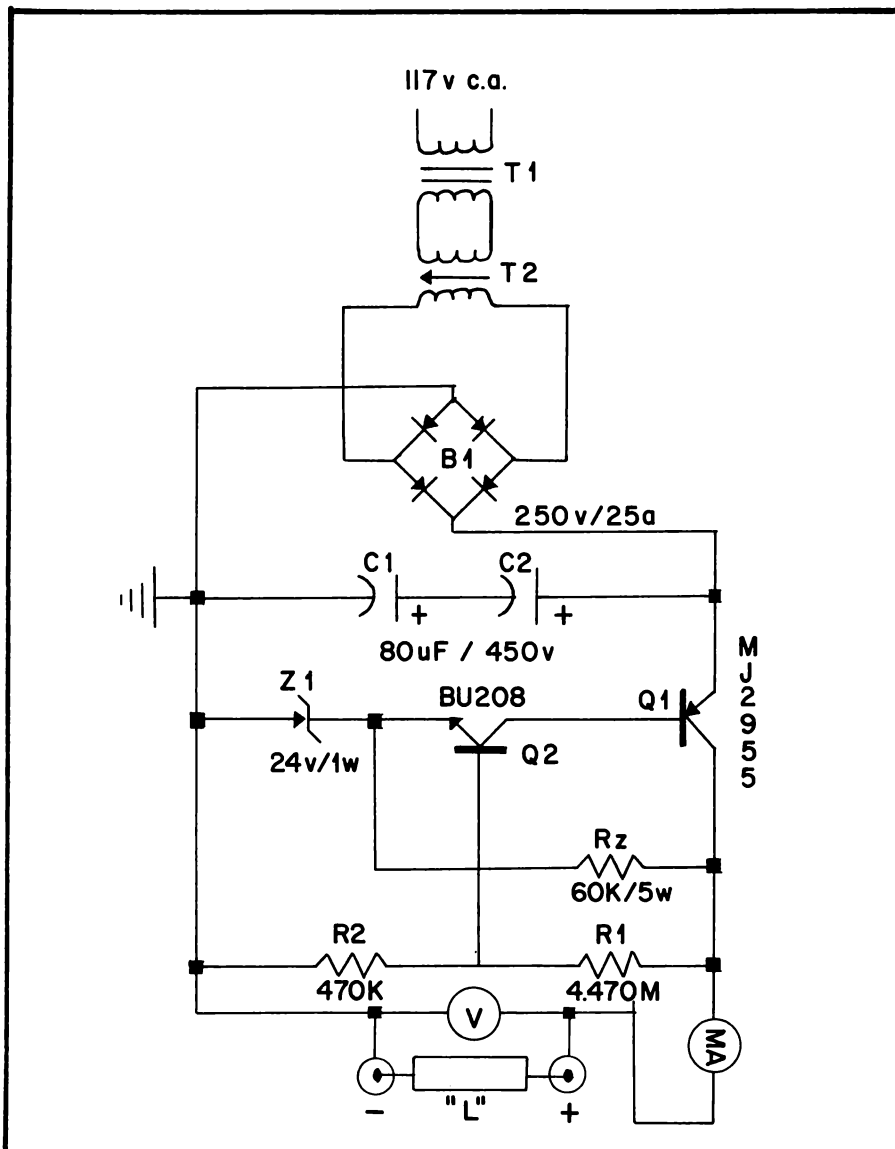 117v c.a.
T1
T2
B1
250v/25a
C1
C2
+
+
80uF / 450v
Z1
BU208
Q1
MJ2955
24v/1w
Q2
Rz
60K/5w
R2
R1
470K
4.470M
V
MA
-
"L"
+